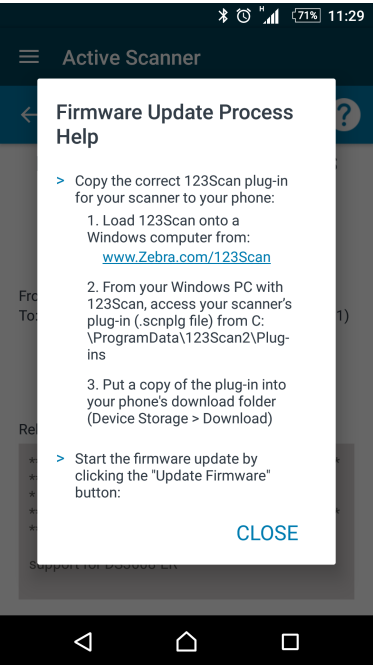 H
71%
11:29
Active Scanner
?
Firmware Update Process
Help
> Copy the correct 123Scan plug-in
for your scanner to your phone:
1. Load 123Scan onto a
Windows computer from:
www.Zebra.com/123Scan
2. From your Windows PC with
123Scan, access your scanner's
plug-in (.scnplg file) from C:
\ProgramData\123Scan2\Plug-
ins
3. Put a copy of the plug-in into
your phone's download folder
(Device Storage > Download)
> Start the firmware update by
clicking the "Update Firmware"
button:
CLOSE
To:
1)
support for